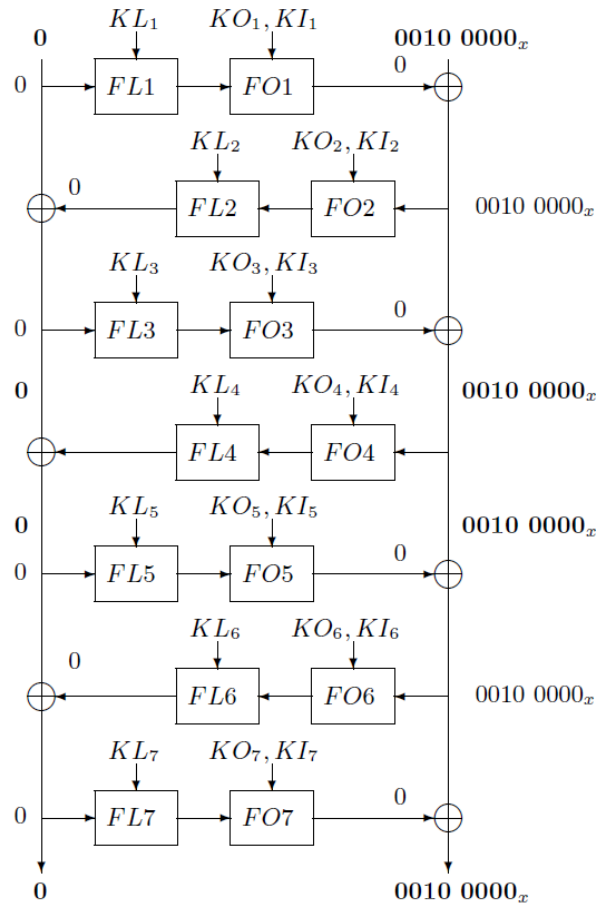 KL₁ KO₁, KI₁
0 0010 0000ₓ
0 FL1 FO1 0
KL₂ KO₂, KI₂
0 FL2 FO2 0010 0000ₓ
KL₃ KO₃, KI₃
0 FL3 FO3 0
KL₄ KO₄, KI₄
0 0010 0000ₓ
FL4 FO4
KL₅ KO₅, KI₅
0 0010 0000ₓ
0 FL5 FO5 0
KL₆ KO₆, KI₆
0 FL6 FO6 0010 0000ₓ
KL₇ KO₇, KI₇
0 FL7 FO7 0
0 0010 0000ₓ